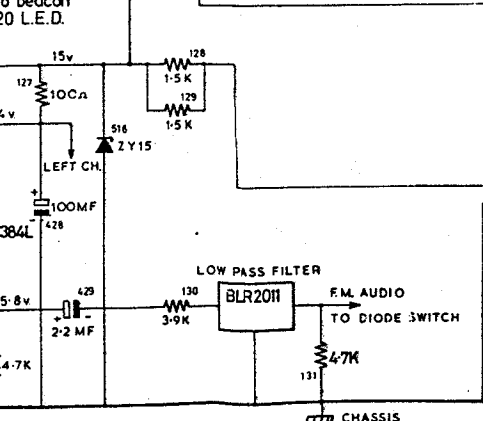 o beacon
20 L.E.D.
15v
128
1·5K
127
10Ω
129
1·5K
4v
516
ZY15
LEFT CH.
+
100MF
-
428
384L
LOW PASS FILTER
5·8v
429
130
BLR2011
F.M. AUDIO
+
-
2·2 MF
3·9K
TO DIODE SWITCH
4·7K
4·7K
131
CHASSIS